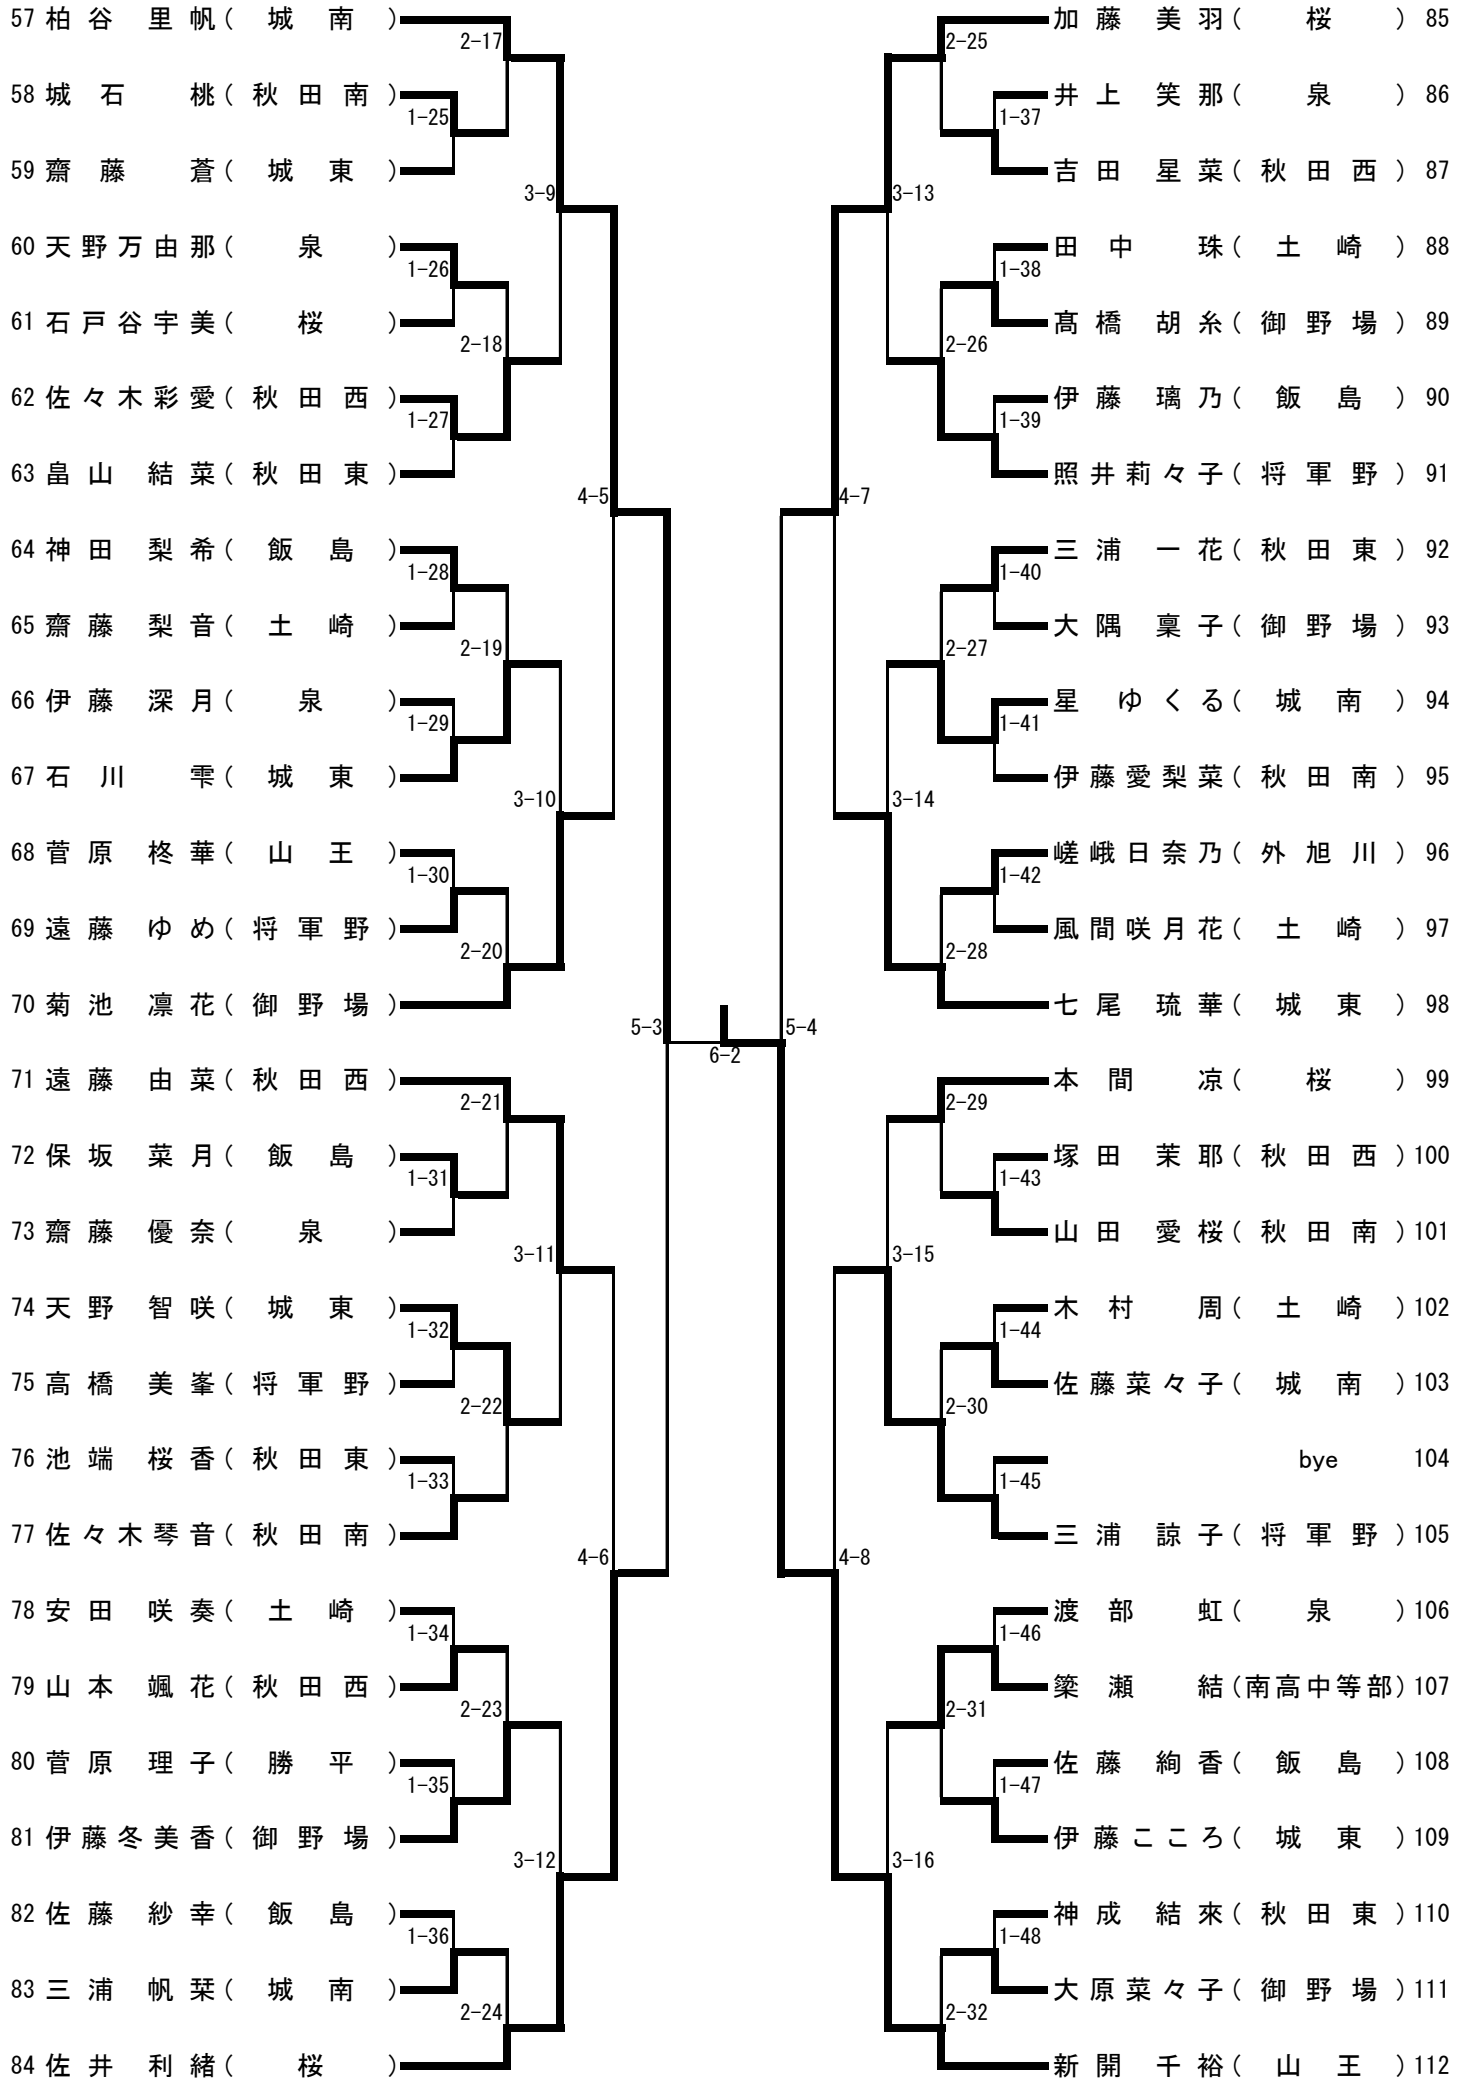 57 柏谷 里帆 ( 城南 )
2-17
58 城石 桃 ( 秋田南 )
1-25
59 齋藤 蒼 ( 城東 )
3-9
60 天野万由那 ( 泉 )
1-26
61 石戸谷宇美 ( 桜 )
2-18
62 佐々木彩愛 ( 秋田西 )
1-27
63 畠山 結菜 ( 秋田東 )
4-5
64 神田 梨希 ( 飯島 )
1-28
65 齋藤 梨音 ( 土崎 )
2-19
66 伊藤 深月 ( 泉 )
1-29
67 石川 雫 ( 城東 )
3-10
68 菅原 柊華 ( 山王 )
1-30
69 遠藤 ゆめ ( 将軍野 )
2-20
70 菊池 凛花 ( 御野場 )
5-3
71 遠藤 由菜 ( 秋田西 )
2-21
72 保坂 菜月 ( 飯島 )
1-31
73 齋藤 優奈 ( 泉 )
3-11
74 天野 智咲 ( 城東 )
1-32
75 高橋 美峯 ( 将軍野 )
2-22
76 池端 桜香 ( 秋田東 )
1-33
77 佐々木琴音 ( 秋田南 )
4-6
78 安田 咲奏 ( 土崎 )
1-34
79 山本 颯花 ( 秋田西 )
2-23
80 菅原 理子 ( 勝平 )
1-35
81 伊藤冬美香 ( 御野場 )
3-12
82 佐藤 紗幸 ( 飯島 )
1-36
83 三浦 帆栞 ( 城南 )
2-24
84 佐井 利緒 ( 桜 )
6-2
加藤 美羽 ( 桜 ) 85
2-25
井上 笑那 ( 泉 ) 86
1-37
吉田 星菜 ( 秋田西 ) 87
3-13
田中 珠 ( 土崎 ) 88
1-38
髙橋 胡糸 ( 御野場 ) 89
2-26
伊藤 璃乃 ( 飯島 ) 90
1-39
照井莉々子 ( 将軍野 ) 91
4-7
三浦 一花 ( 秋田東 ) 92
1-40
大隅 稟子 ( 御野場 ) 93
2-27
星 ゆくる ( 城南 ) 94
1-41
伊藤愛梨菜 ( 秋田南 ) 95
3-14
嵯峨日奈乃 ( 外旭川 ) 96
1-42
風間咲月花 ( 土崎 ) 97
2-28
七尾 琉華 ( 城東 ) 98
5-4
本間 凉 ( 桜 ) 99
2-29
塚田 茉耶 ( 秋田西 ) 100
1-43
山田 愛桜 ( 秋田南 ) 101
3-15
木村 周 ( 土崎 ) 102
1-44
佐藤菜々子 ( 城南 ) 103
2-30
bye 104
1-45
三浦 諒子 ( 将軍野 ) 105
4-8
渡部 虹 ( 泉 ) 106
1-46
簗瀬 結 (南高中等部) 107
2-31
佐藤 絢香 ( 飯島 ) 108
1-47
伊藤こころ ( 城東 ) 109
3-16
神成 結來 ( 秋田東 ) 110
1-48
大原菜々子 ( 御野場 ) 111
2-32
新開 千裕 ( 山王 ) 112